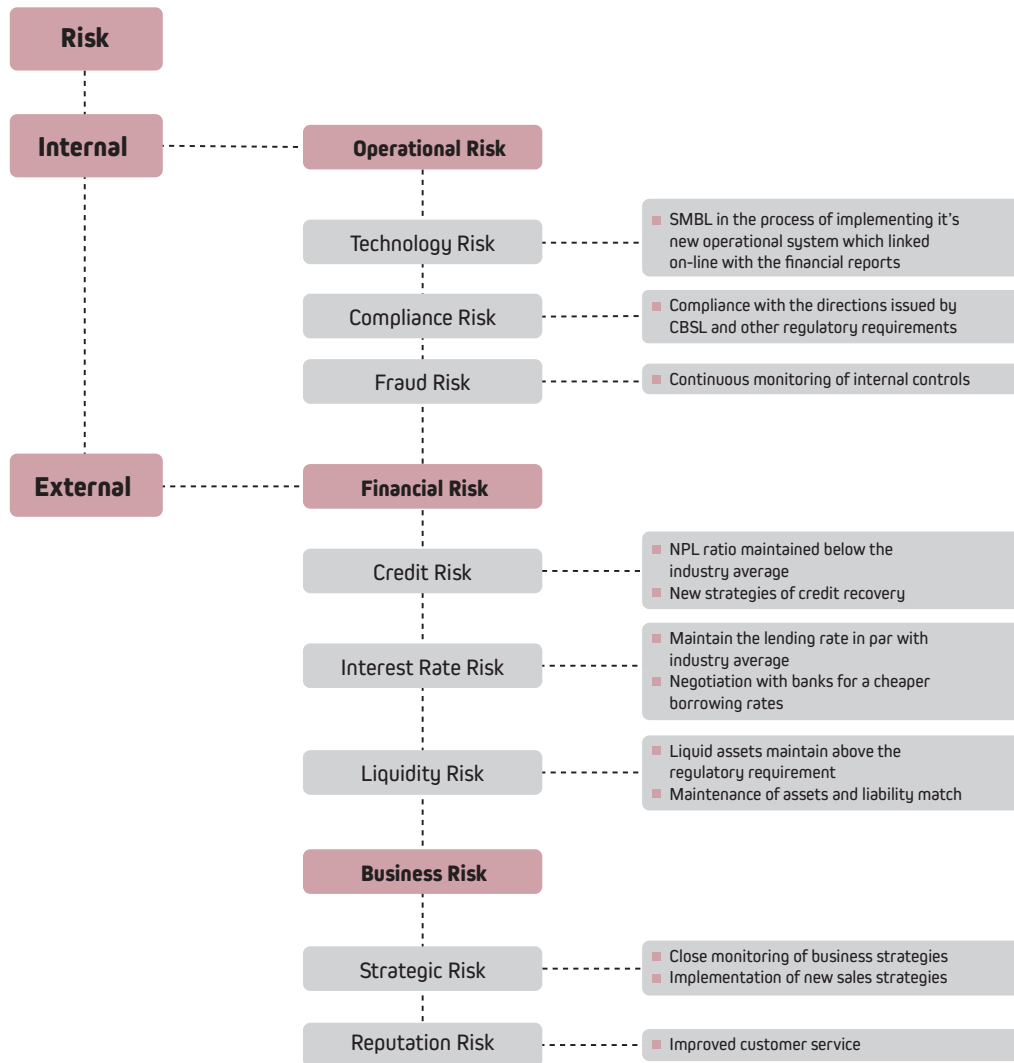 Risk
Internal
Operational Risk
Technology Risk
SMBL in the process of implementing it's
new operational system which linked
on-line with the financial reports
Compliance Risk
Compliance with the directions issued by
CBSL and other regulatory requirements
Fraud Risk
Continuous monitoring of internal controls
External
Financial Risk
Credit Risk
NPL ratio maintained below the
industry average
New strategies of credit recovery
Interest Rate Risk
Maintain the lending rate in par with
industry average
Negotiation with banks for a cheaper
borrowing rates
Liquidity Risk
Liquid assets maintain above the
regulatory requirement
Maintenance of assets and liability match
Business Risk
Strategic Risk
Close monitoring of business strategies
Implementation of new sales strategies
Reputation Risk
Improved customer service